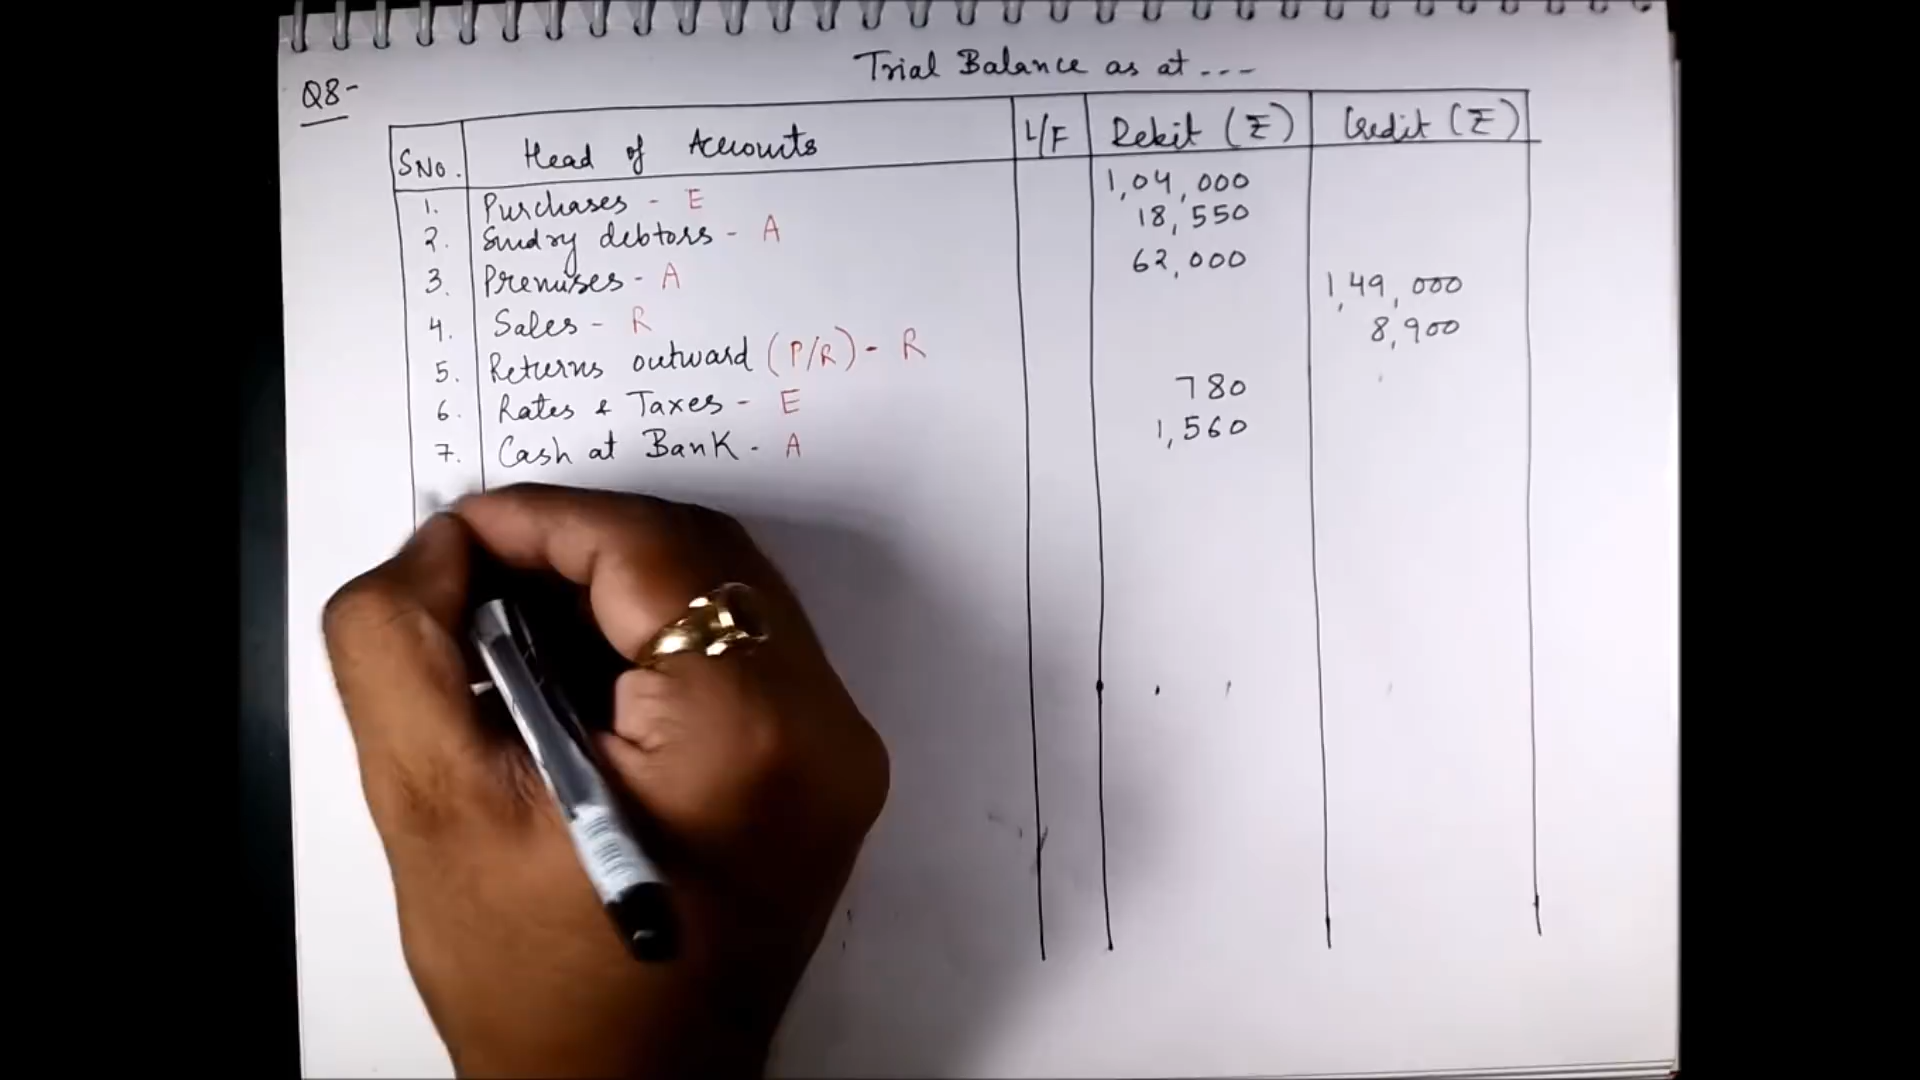 Trial Balance as at ---
Q8-
SNo. Head of Accounts L/F Debit (₹) Credit (₹)
1. Purchases - E 1,04,000
2. Sundry debtors - A 18,550
3. Premises - A 62,000
4. Sales - R 1,49,000
5. Returns outward (P/R) - R 8,900
6. Rates & Taxes - E 780
7. Cash at Bank - A 1,560